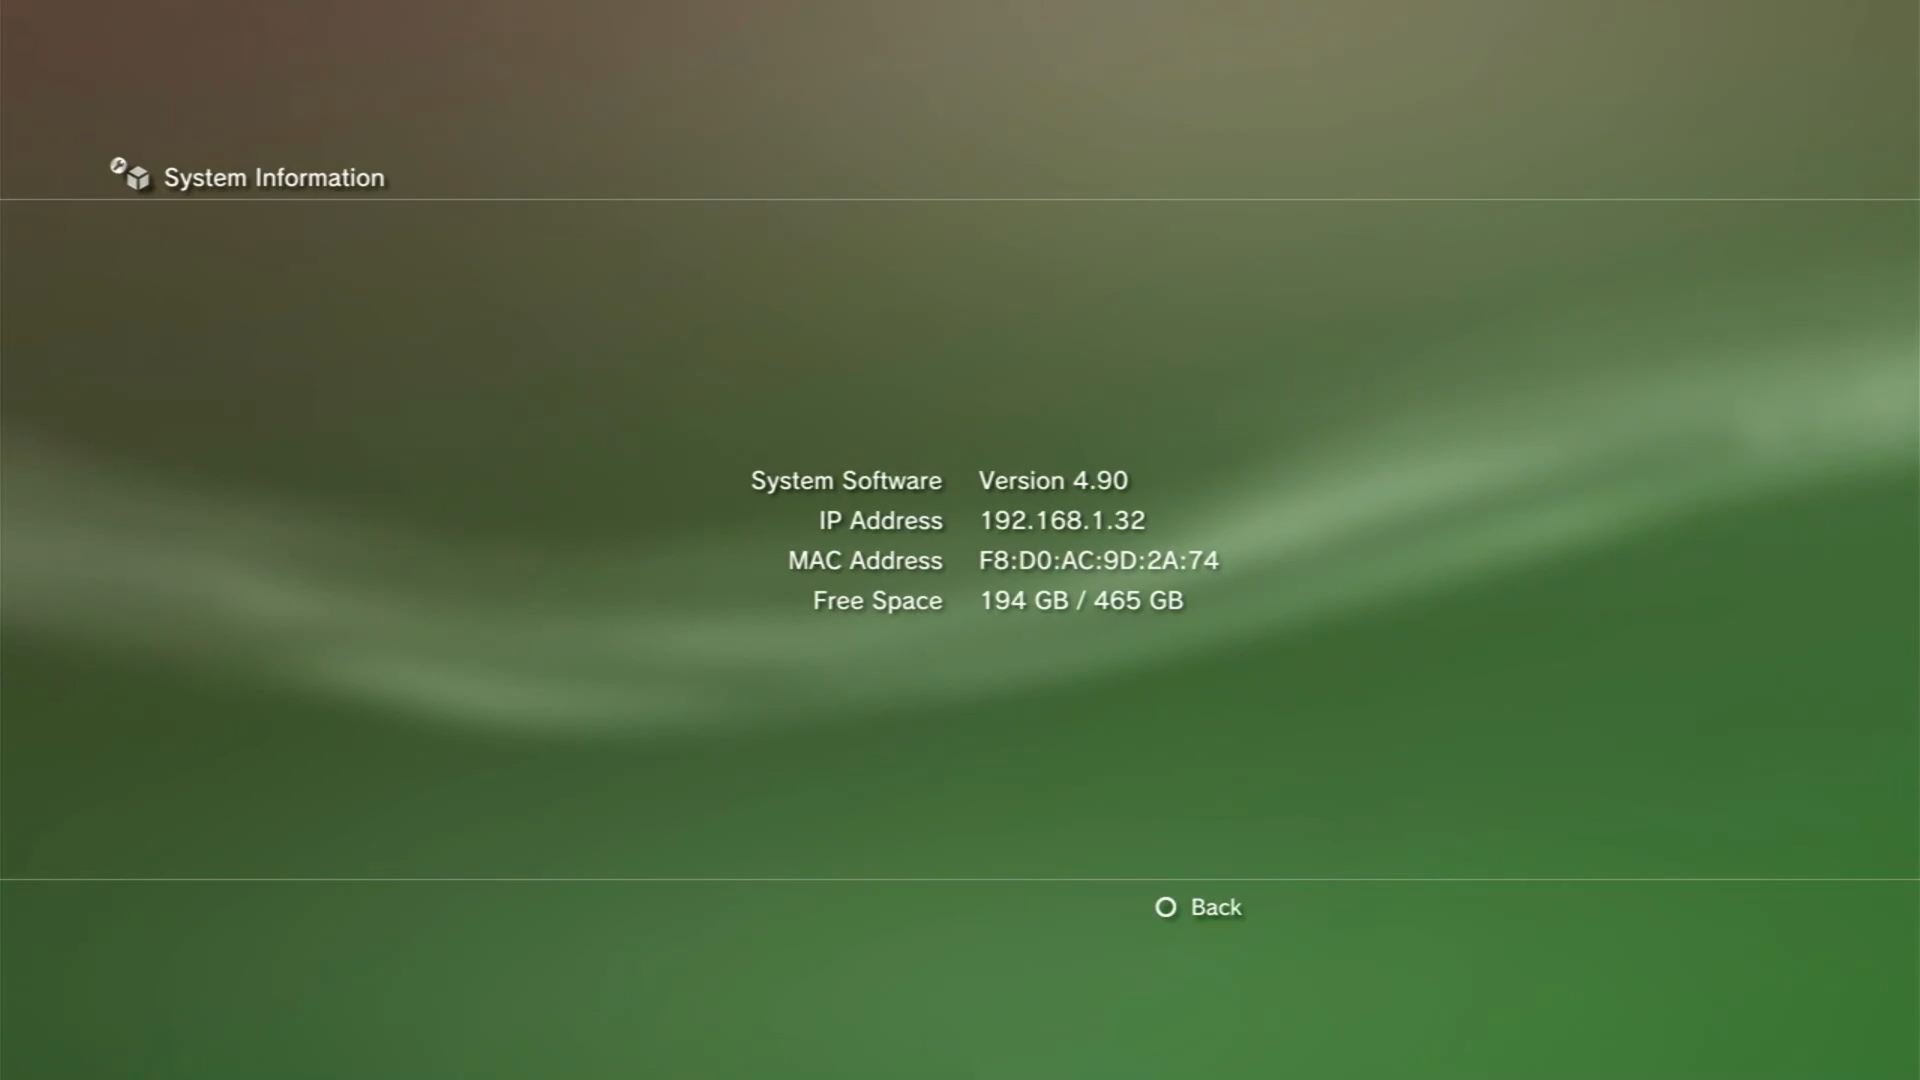 System Information
System Software Version 4.90
IP Address 192.168.1.32
MAC Address F8:D0:AC:9D:2A:74
Free Space 194 GB / 465 GB
Back